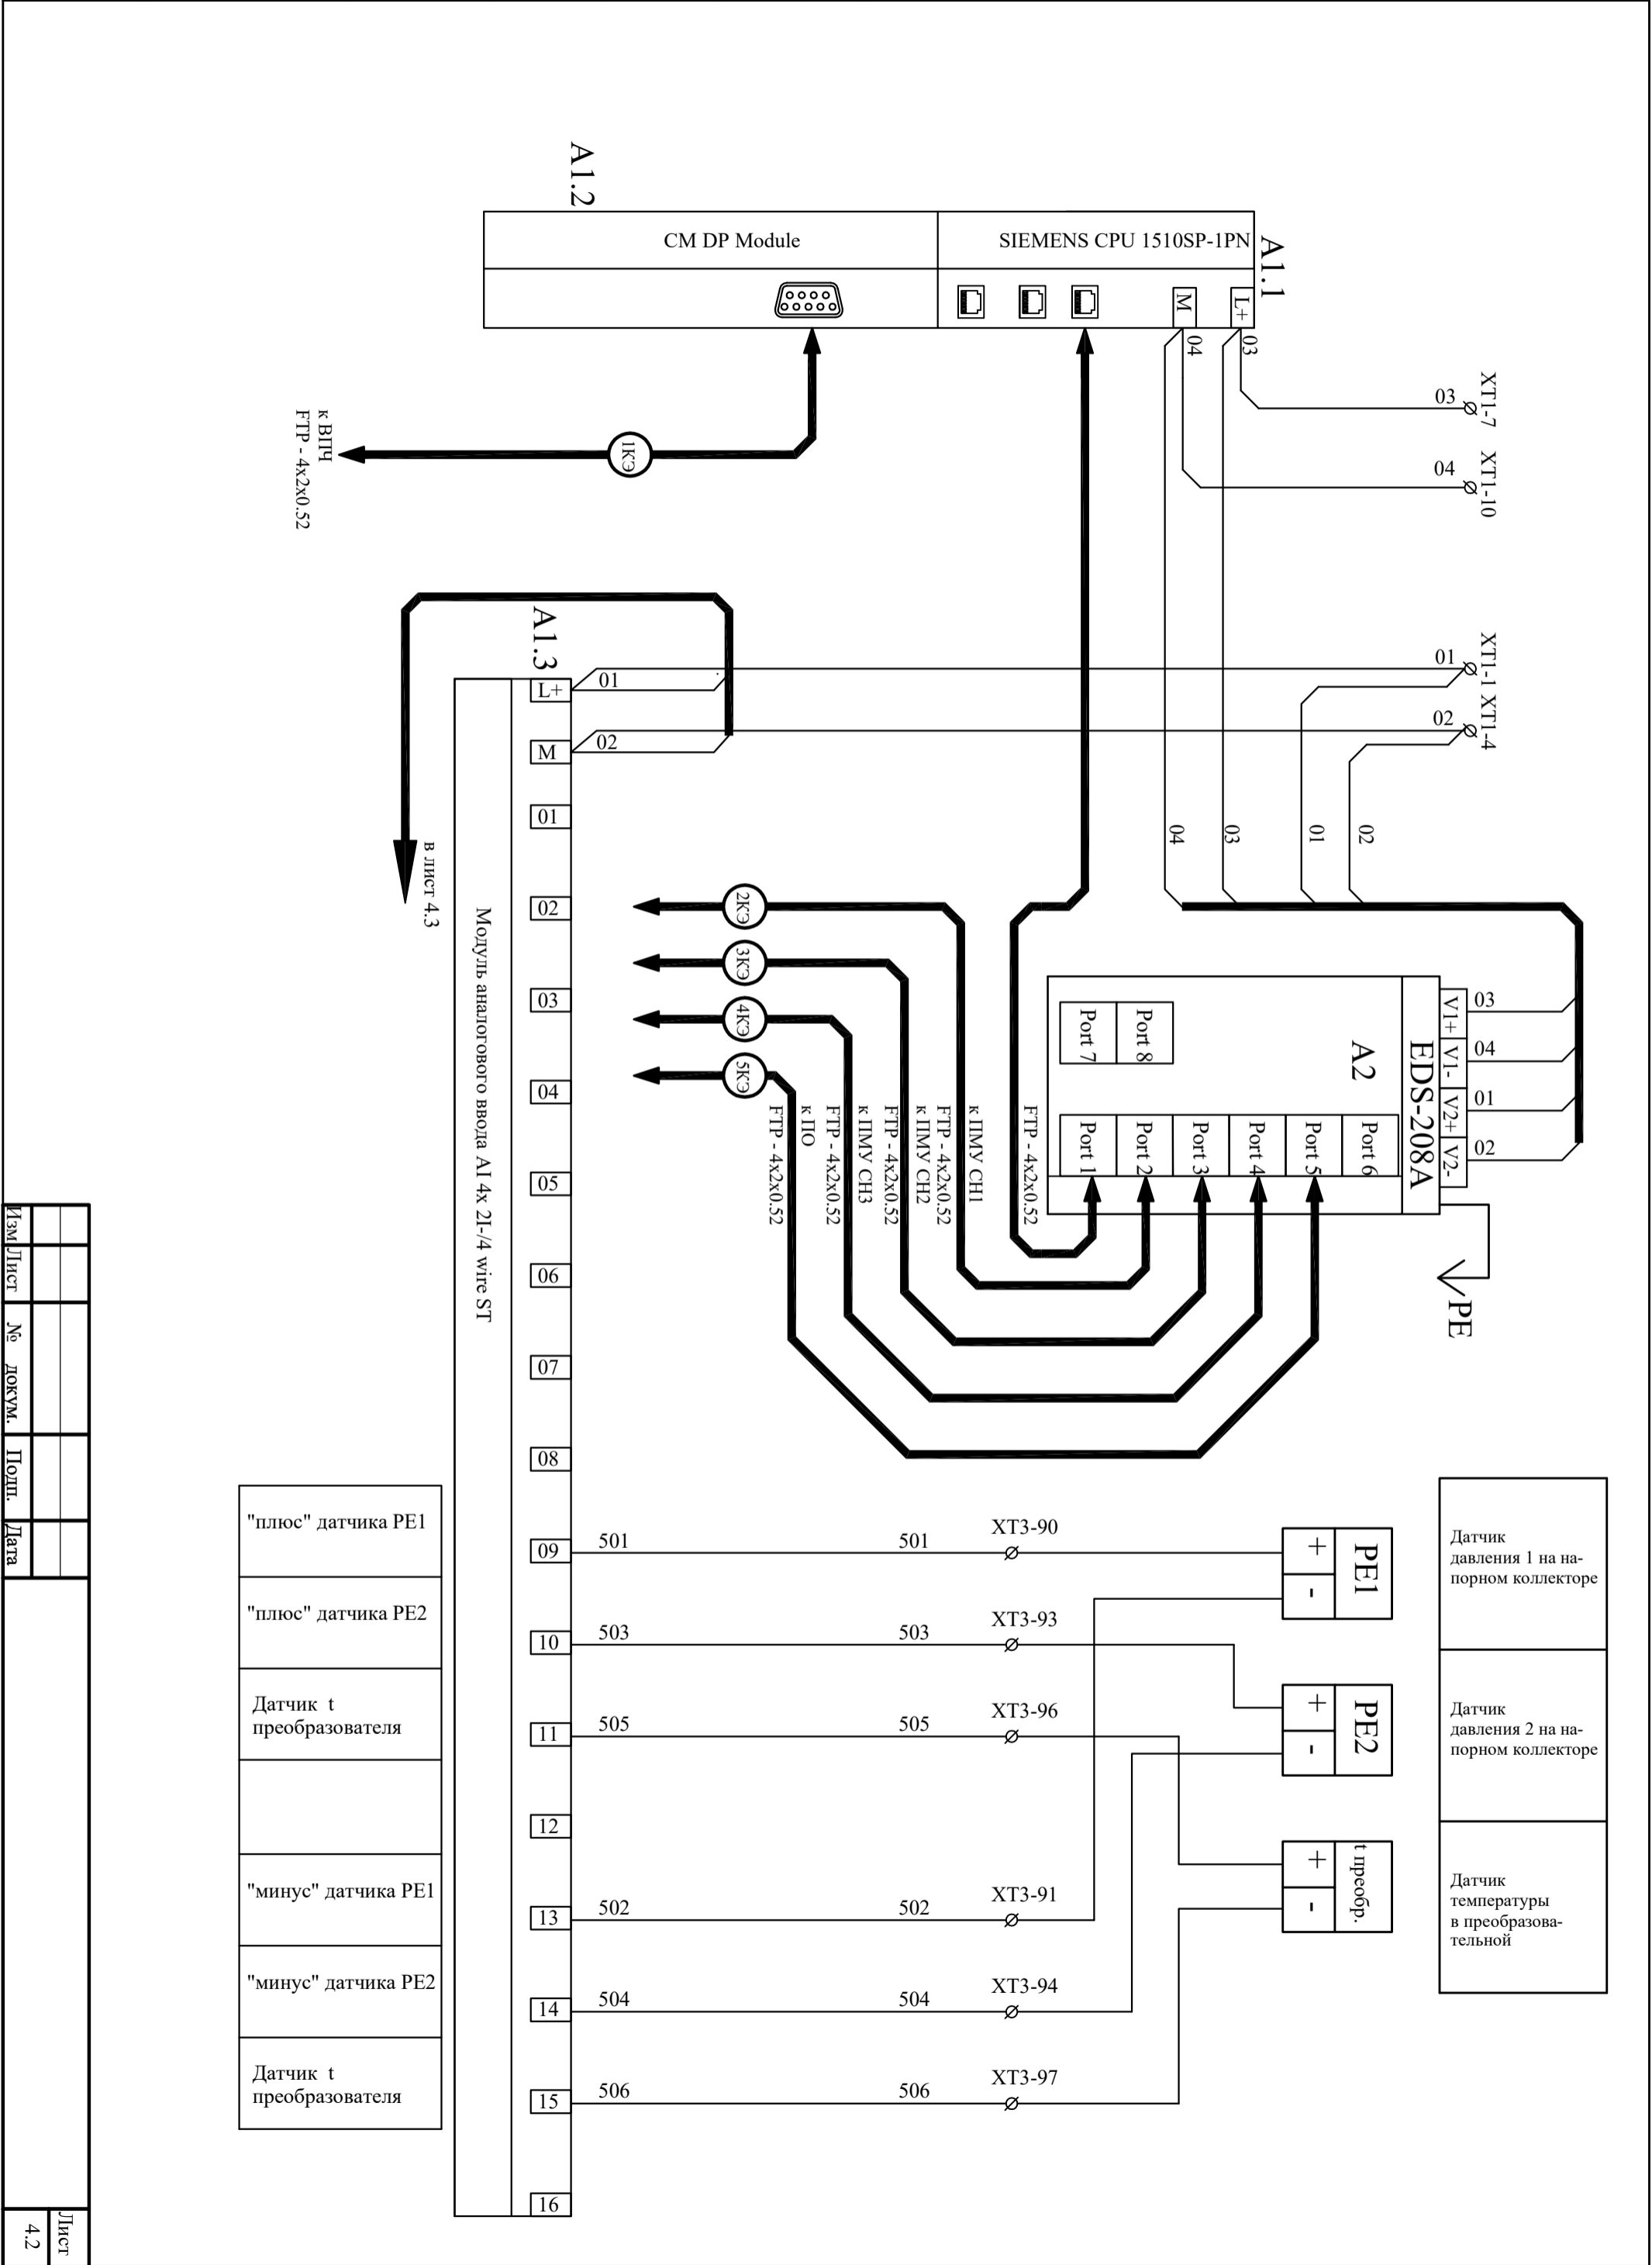 A1.2
CM DP Module
SIEMENS CPU 1510SP-1PN
A1.1
M
L+
04
03
03
XT1-7
04
XT1-10
1КЭ
к ВПЧ
FTP - 4x2x0.52
A1.3
L+
01
M
02
01
XT1-1
02
XT1-4
04
03
01
02
в лист 4.3
Модуль аналогового ввода AI 4x 2I-/4 wire ST
01
02
03
04
05
06
07
08
09
10
11
12
13
14
15
16
2КЭ
3КЭ
4КЭ
5КЭ
FTP - 4x2x0.52
к ПМУ СН1
FTP - 4x2x0.52
к ПМУ СН2
FTP - 4x2x0.52
к ПМУ СН3
FTP - 4x2x0.52
к ПО
FTP - 4x2x0.52
A2
EDS-208A
Port 7
Port 8
Port 1
Port 2
Port 3
Port 4
Port 5
Port 6
V1+
V1-
V2+
V2-
03
04
01
02
PE
"плюс" датчика PE1
"плюс" датчика PE2
Датчик t
преобразователя
"минус" датчика PE1
"минус" датчика PE2
Датчик t
преобразователя
501
501
XT3-90
503
503
XT3-93
505
505
XT3-96
502
502
XT3-91
504
504
XT3-94
506
506
XT3-97
+
-
PE1
+
-
PE2
+
-
t преобр.
Датчик
давления 1 на на-
порном коллекторе
Датчик
давления 2 на на-
порном коллекторе
Датчик
температуры
в преобразова-
тельной
Изм
Лист
№ докум.
Подп.
Дата
Лист
4.2